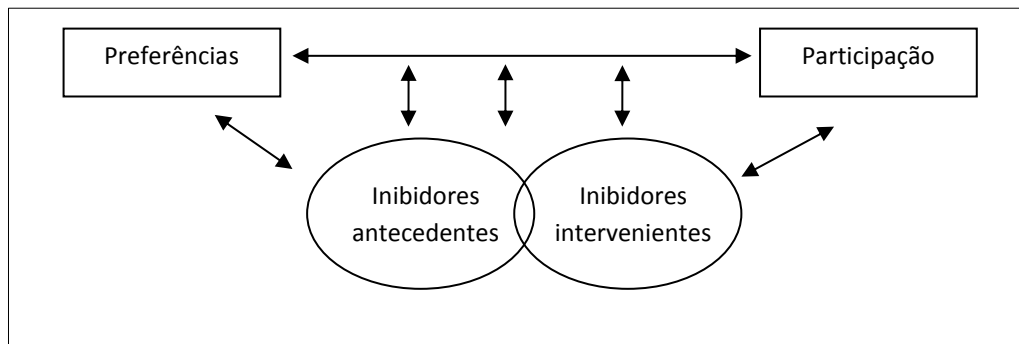 Preferências
Participação
Inibidores
antecedentes
Inibidores
intervenientes